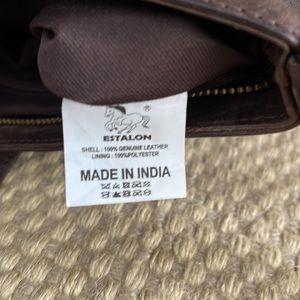 ®
ESTALON
SHELL : 100% GENUINE LEATHER
LINING : 100%POLYESTER
MADE IN INDIA